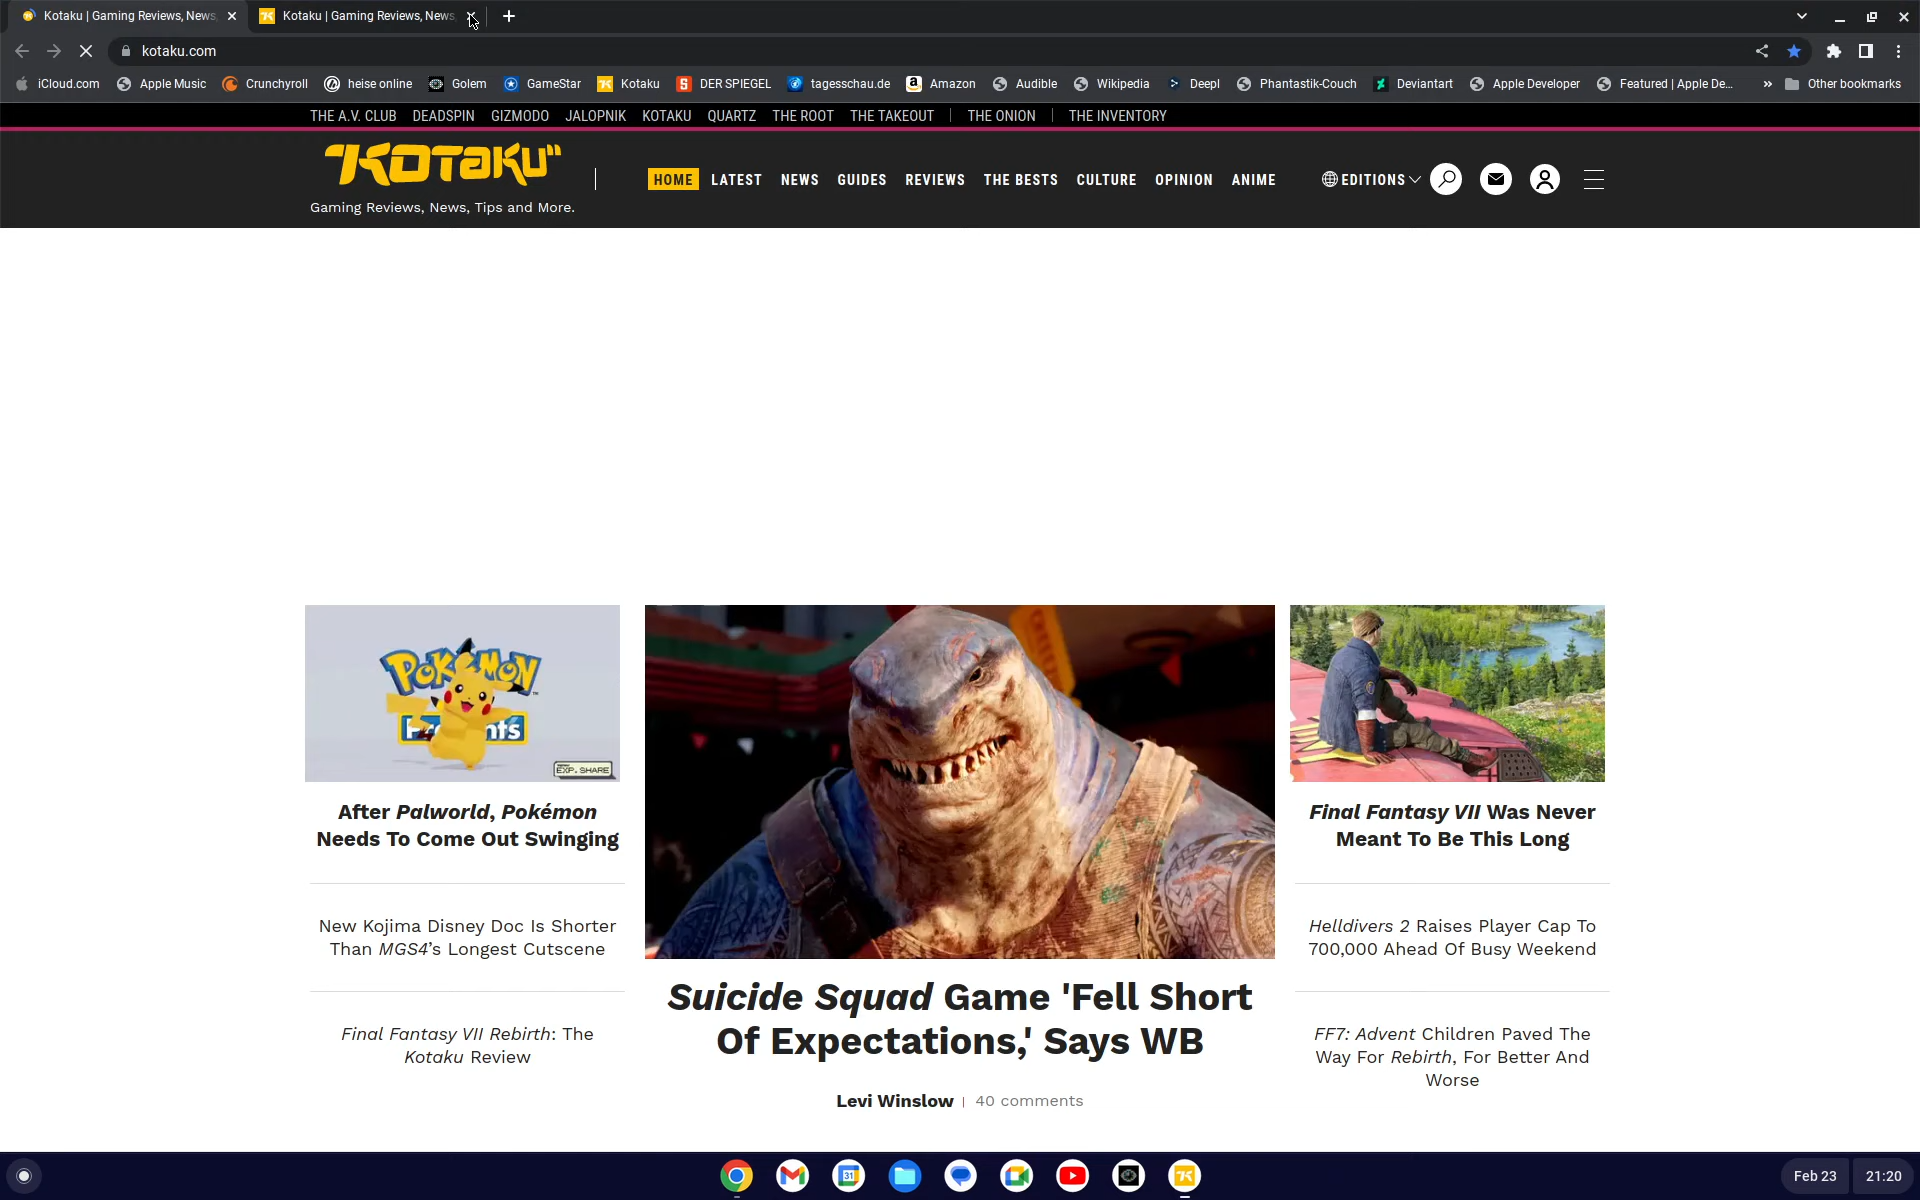 Kotaku | Gaming Reviews, News,
Kotaku | Gaming Reviews, News,
kotaku.com
iCloud.com
Apple Music
Crunchyroll
heise online
Golem
GameStar
Kotaku
DER SPIEGEL
tagesschau.de
Amazon
Audible
Wikipedia
Deepl
Phantastik-Couch
Deviantart
Apple Developer
Featured | Apple De...
Other bookmarks
THE A.V. CLUB
DEADSPIN
GIZMODO
JALOPNIK
KOTAKU
QUARTZ
THE ROOT
THE TAKEOUT
THE ONION
THE INVENTORY
"KOTaKU"
Gaming Reviews, News, Tips and More.
HOME
LATEST
NEWS
GUIDES
REVIEWS
THE BESTS
CULTURE
OPINION
ANIME
EDITIONS
POKéMON
EXP. SHARE
After Palworld, Pokémon
Needs To Come Out Swinging
New Kojima Disney Doc Is Shorter
Than MGS4's Longest Cutscene
Final Fantasy VII Rebirth: The
Kotaku Review
Suicide Squad Game 'Fell Short
Of Expectations,' Says WB
Levi Winslow | 40 comments
Final Fantasy VII Was Never
Meant To Be This Long
Helldivers 2 Raises Player Cap To
700,000 Ahead Of Busy Weekend
FF7: Advent Children Paved The
Way For Rebirth, For Better And
Worse
31
Feb 23
21:20